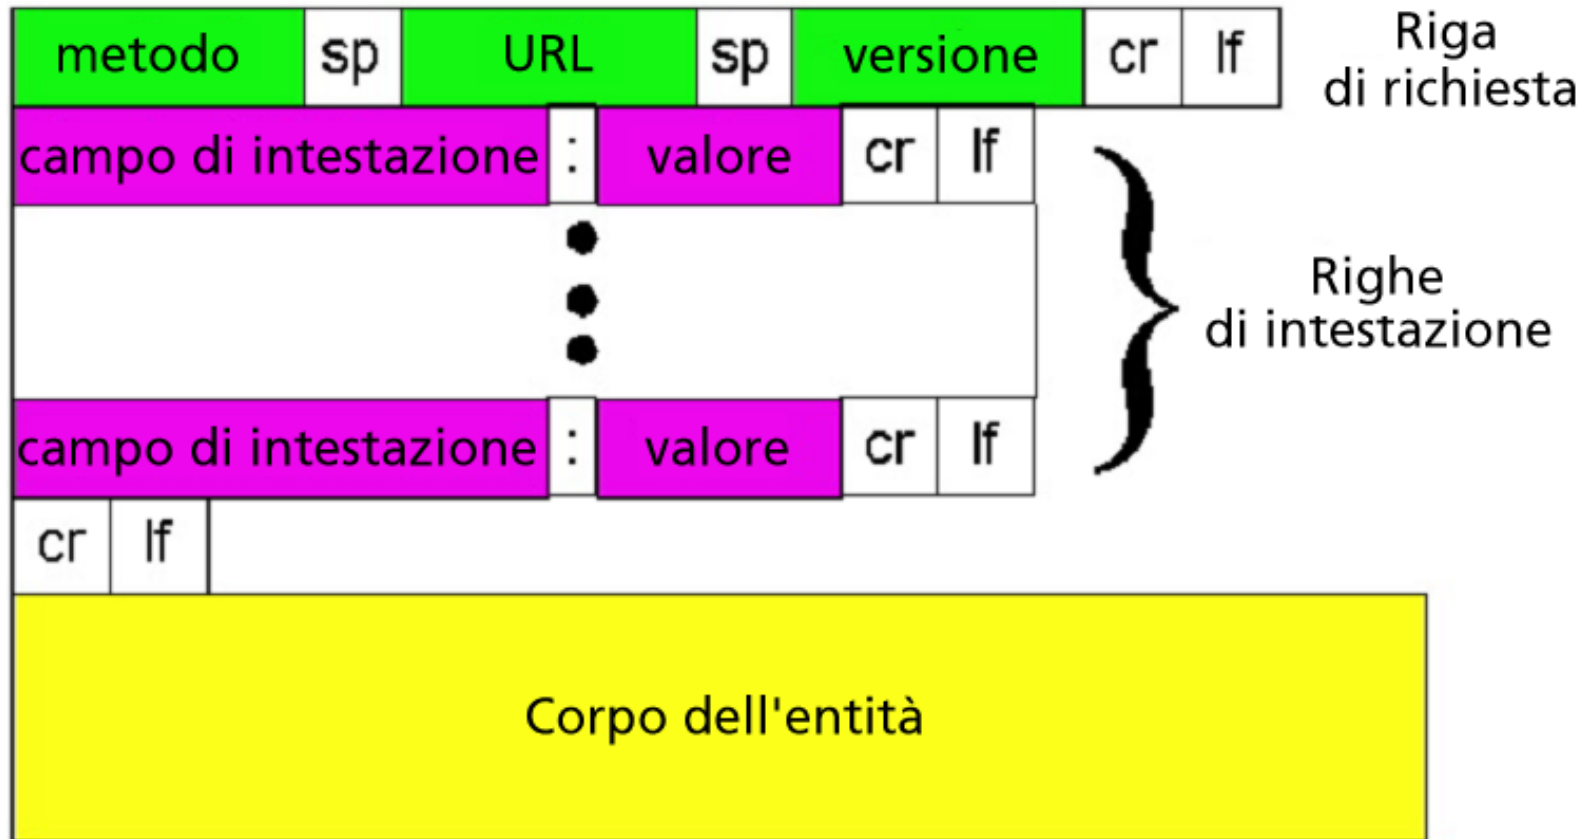 metodo sp URL sp versione cr lf
Riga
di richiesta
campo di intestazione : valore cr lf
Righe
di intestazione
campo di intestazione : valore cr lf
cr lf
Corpo dell'entità